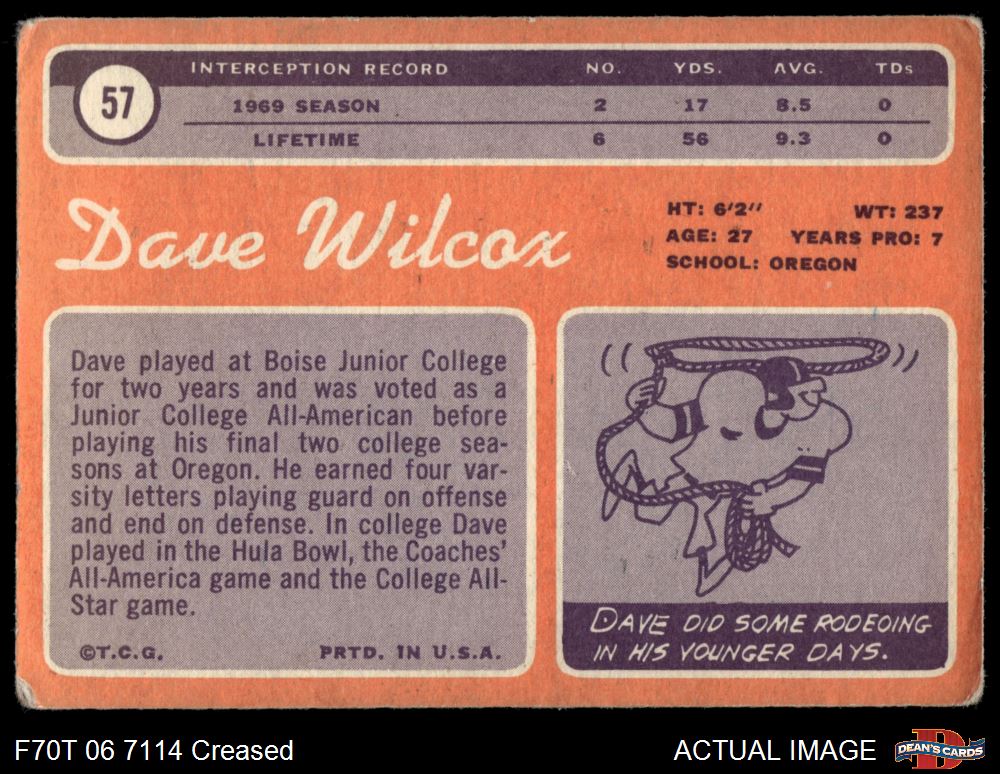 57
INTERCEPTION RECORD NO. YDS. AVG. TDs
1969 SEASON 2 17 8.5 0
LIFETIME 6 56 9.3 0
Dave Wilcox
HT: 6'2" WT: 237
AGE: 27 YEARS PRO: 7
SCHOOL: OREGON
Dave played at Boise Junior College
for two years and was voted as a
Junior College All-American before
playing his final two college sea-
sons at Oregon. He earned four var-
sity letters playing guard on offense
and end on defense. In college Dave
played in the Hula Bowl, the Coaches'
All-America game and the College All-
Star game.
©T.C.G. PRTD. IN U.S.A.
DAVE DID SOME RODEOING
IN HIS YOUNGER DAYS.
F70T 06 7114 Creased
ACTUAL IMAGE
D
DEAN'S CARDS